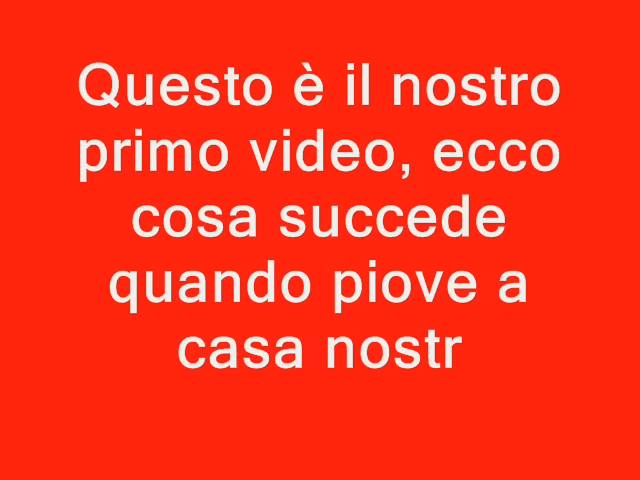 Questo è il nostro
primo video, ecco
cosa succede
quando piove a
casa nostr